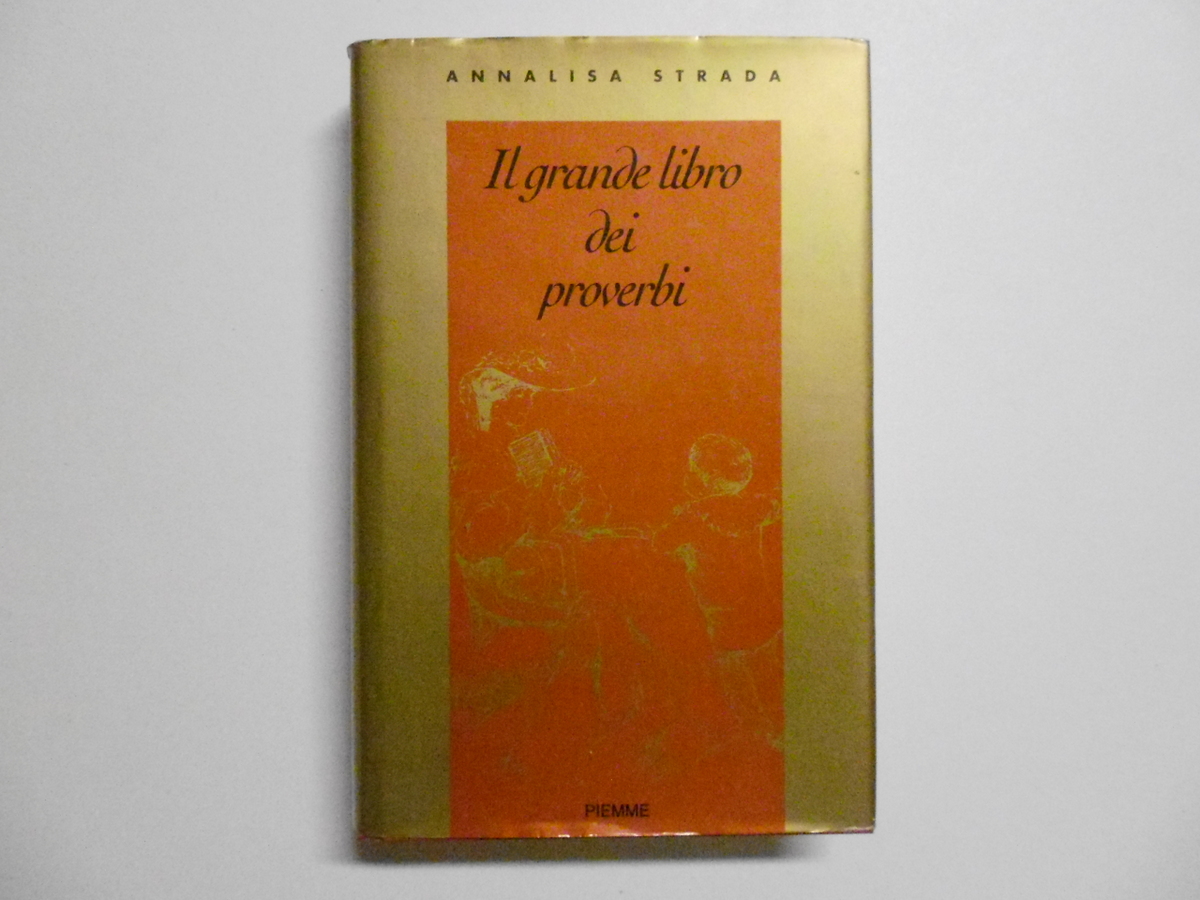 ANNALISA STRADA
Il grande libro
dei
proverbi
PIEMME